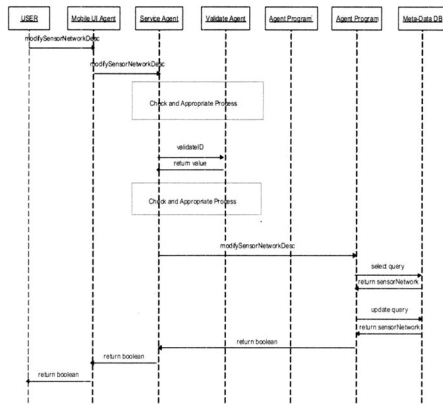 USER
Mobile UI Agent
Service Agent
Validate Agent
Agent Program
Agent Program
Meta-Data DB
modifySensorNetworkDesc
modifySensorNetworkDesc
Check and Appropriate Process
validateID
return value
Check and Appropriate Process
modifySensorNetworkDesc
select query
return sensorNetwork
update query
return sensorNetwork
return boolean
return boolean
return boolean